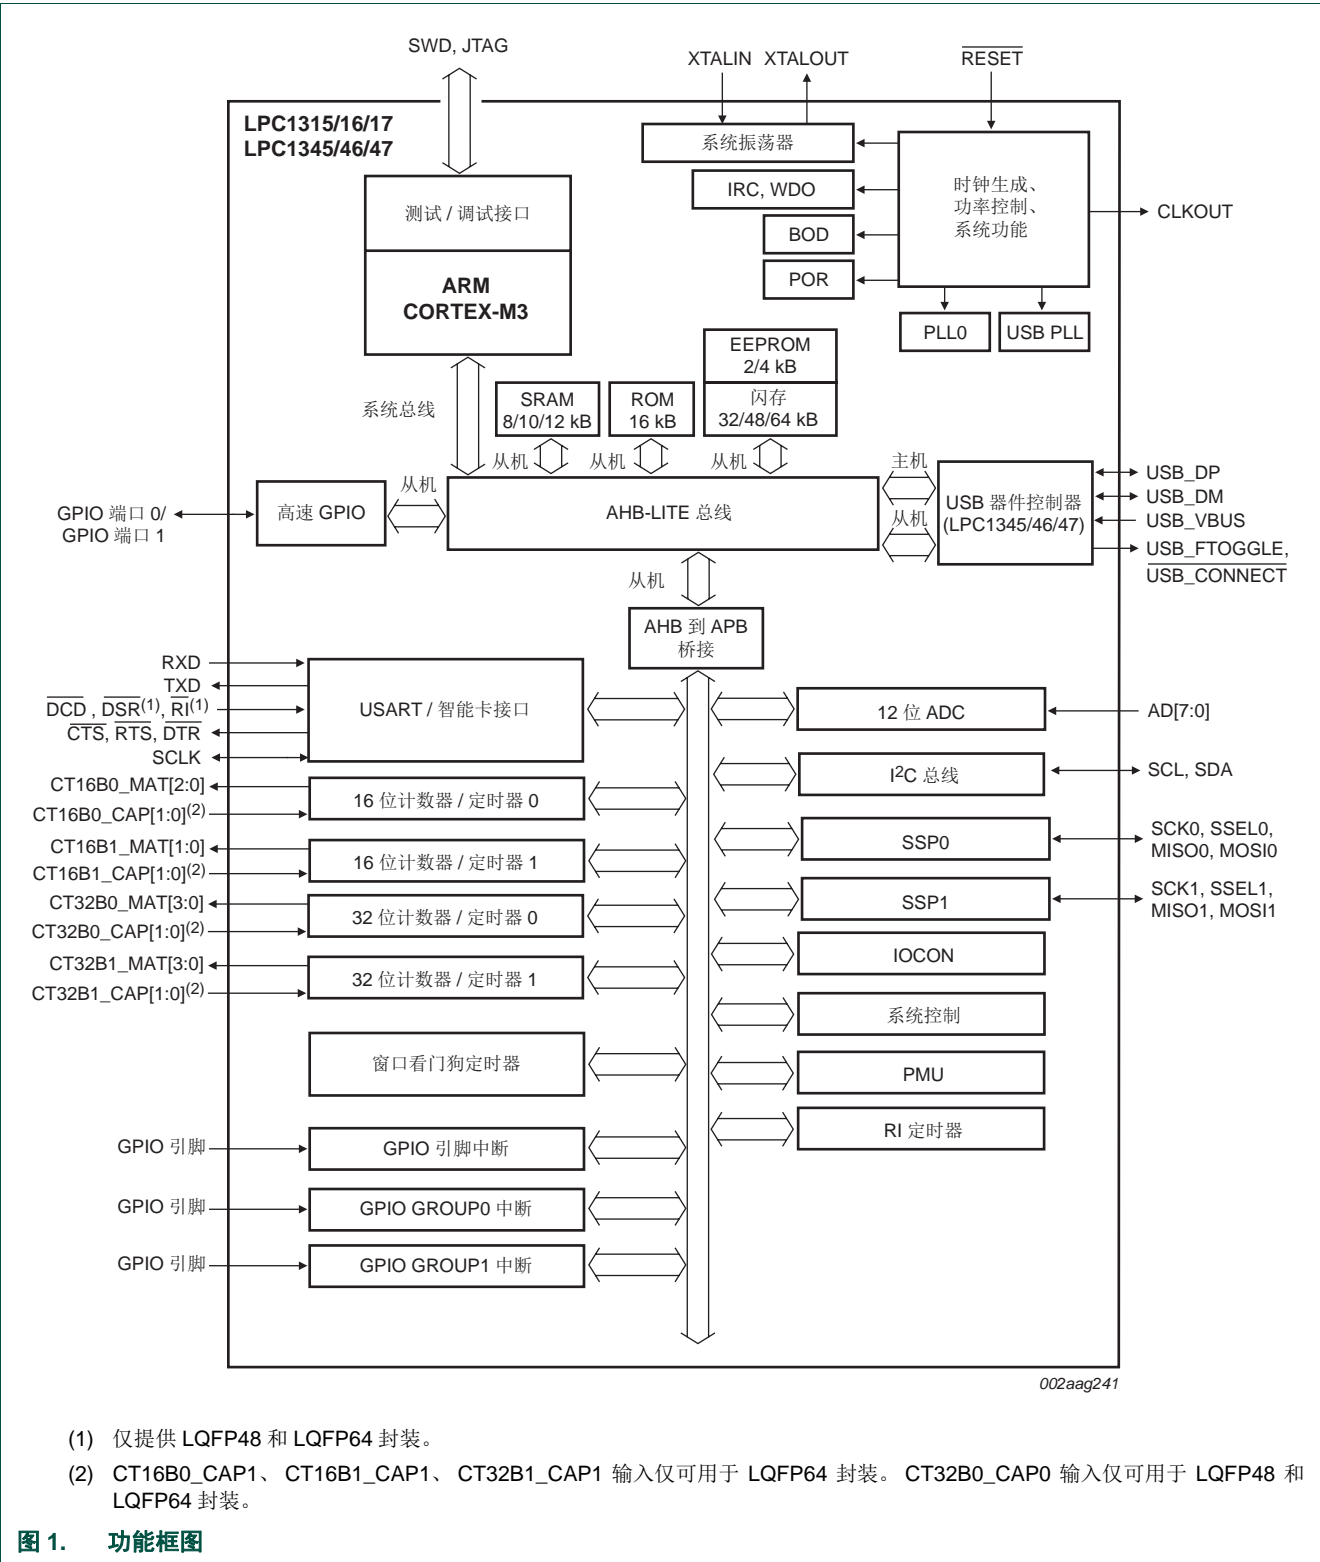 SWD, JTAG
XTALIN XTALOUT
RESET
LPC1315/16/17
LPC1345/46/47
系统振荡器
测试 / 调试接口
IRC, WDO
时钟生成、
功率控制、
系统功能
CLKOUT
BOD
POR
ARM
CORTEX-M3
PLL0
USB PLL
EEPROM
2/4 kB
系统总线
SRAM
8/10/12 kB
ROM
16 kB
闪存
32/48/64 kB
从机
从机
从机
主机
从机
从机
GPIO 端口 0/
GPIO 端口 1
高速 GPIO
AHB-LITE 总线
USB 器件控制器
(LPC1345/46/47)
USB_DP
USB_DM
USB_VBUS
USB_FTOGGLE,
USB_CONNECT
从机
AHB 到 APB
桥接
RXD
TXD
DCD , DSR(1), RI(1)
CTS, RTS, DTR
SCLK
USART / 智能卡接口
12 位 ADC
AD[7:0]
CT16B0_MAT[2:0]
CT16B0_CAP[1:0](2)
16 位计数器 / 定时器 0
I2C 总线
SCL, SDA
CT16B1_MAT[1:0]
CT16B1_CAP[1:0](2)
16 位计数器 / 定时器 1
SSP0
SCK0, SSEL0,
MISO0, MOSI0
CT32B0_MAT[3:0]
CT32B0_CAP[1:0](2)
32 位计数器 / 定时器 0
SSP1
SCK1, SSEL1,
MISO1, MOSI1
CT32B1_MAT[3:0]
CT32B1_CAP[1:0](2)
32 位计数器 / 定时器 1
IOCON
系统控制
窗口看门狗定时器
PMU
RI 定时器
GPIO 引脚
GPIO 引脚中断
GPIO 引脚
GPIO GROUP0 中断
GPIO 引脚
GPIO GROUP1 中断
002aag241
(1) 仅提供 LQFP48 和 LQFP64 封装。
(2) CT16B0_CAP1、 CT16B1_CAP1、 CT32B1_CAP1 输入仅可用于 LQFP64 封装。 CT32B0_CAP0 输入仅可用于 LQFP48 和
LQFP64 封装。
图 1. 功能框图